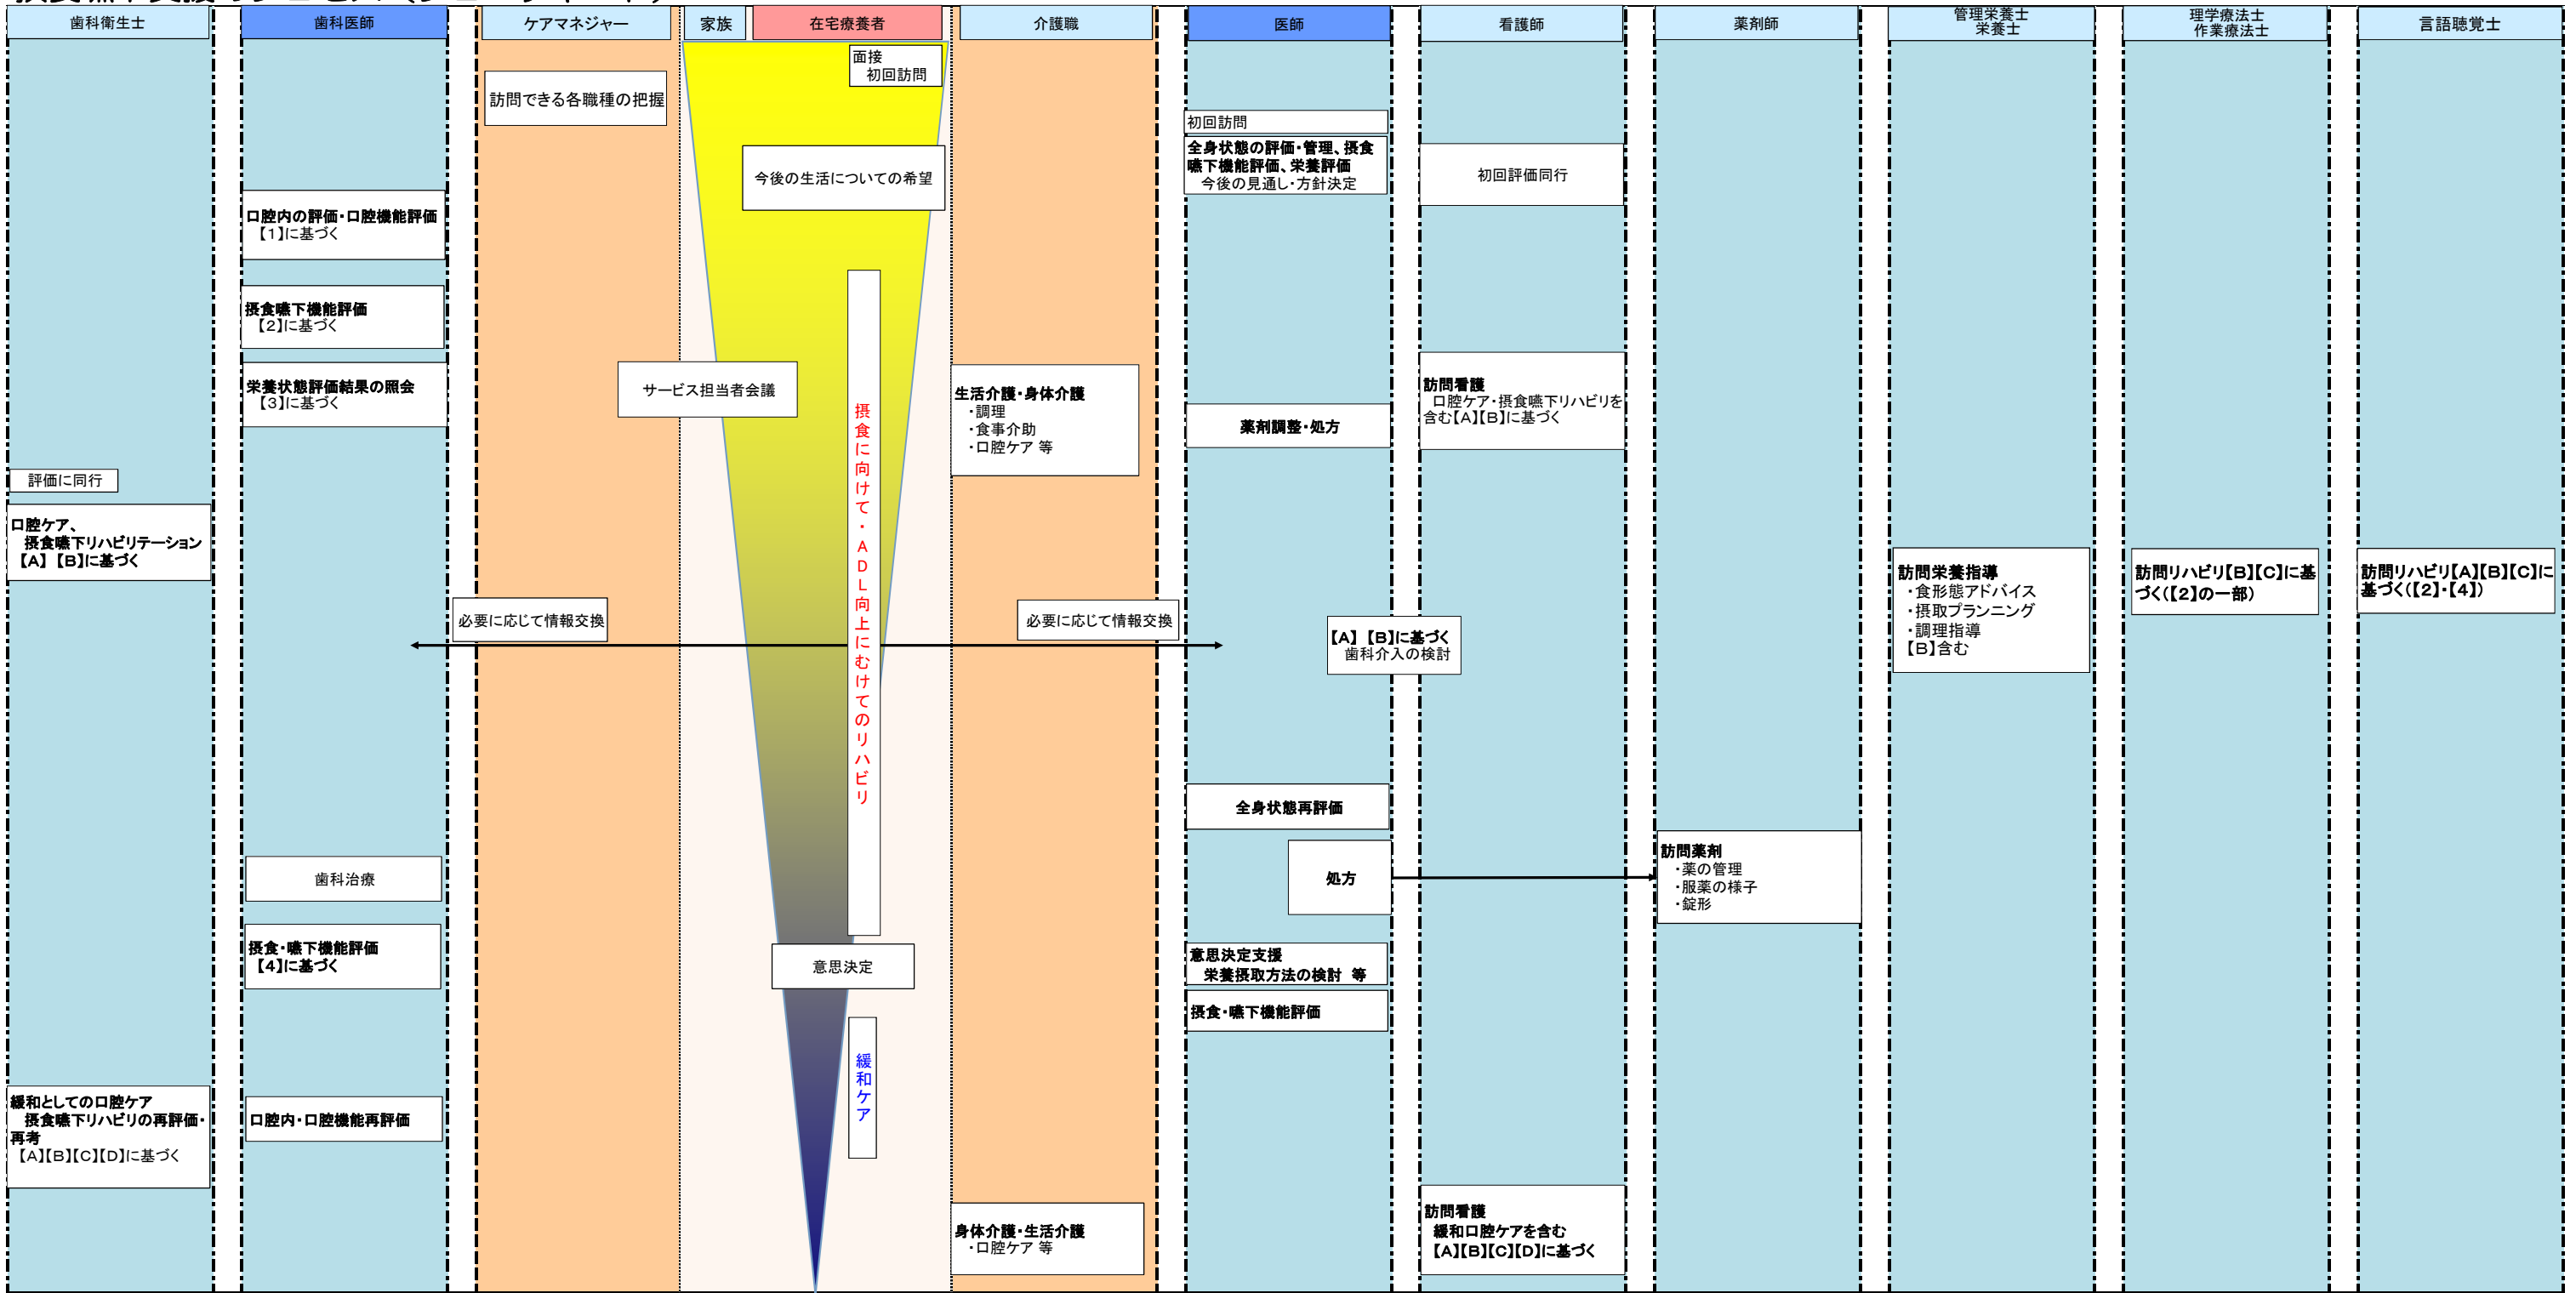 歯科衛生士
歯科医師
ケアマネジャー
家族
在宅療養者
介護職
医師
看護師
薬剤師
管理栄養士
栄養士
理学療法士
作業療法士
言語聴覚士
面接
初回訪問
訪問できる各職種の把握
今後の生活についての希望
初回訪問
全身状態の評価・管理、摂食
嚥下機能評価、栄養評価
今後の見通し・方針決定
初回評価同行
口腔内の評価・口腔機能評価
【1】に基づく
摂食嚥下機能評価
【2】に基づく
栄養状態評価結果の照会
【3】に基づく
サービス担当者会議
生活介護・身体介護
・調理
・食事介助
・口腔ケア 等
薬剤調整・処方
訪問看護
口腔ケア・摂食嚥下リハビリを
含む【A】【B】に基づく
摂食に向けて・ADL向上にむけてのリハビリ
評価に同行
口腔ケア、
摂食嚥下リハビリテーション
【A】 【B】に基づく
必要に応じて情報交換
必要に応じて情報交換
【A】 【B】に基づく
歯科介入の検討
訪問栄養指導
・食形態アドバイス
・摂取プランニング
・調理指導
【B】含む
訪問リハビリ【B】【C】に基
づく(【2】の一部)
訪問リハビリ【A】【B】【C】に
基づく(【2】・【4】)
全身状態再評価
処方
訪問薬剤
・薬の管理
・服薬の様子
・錠形
歯科治療
摂食・嚥下機能評価
【4】に基づく
意思決定
意思決定支援
栄養摂取方法の検討 等
摂食・嚥下機能評価
緩和ケア
緩和としての口腔ケア
摂食嚥下リハビリの再評価・
再考
【A】【B】【C】【D】に基づく
口腔内・口腔機能再評価
身体介護・生活介護
・口腔ケア 等
訪問看護
緩和口腔ケアを含む
【A】【B】【C】【D】に基づく